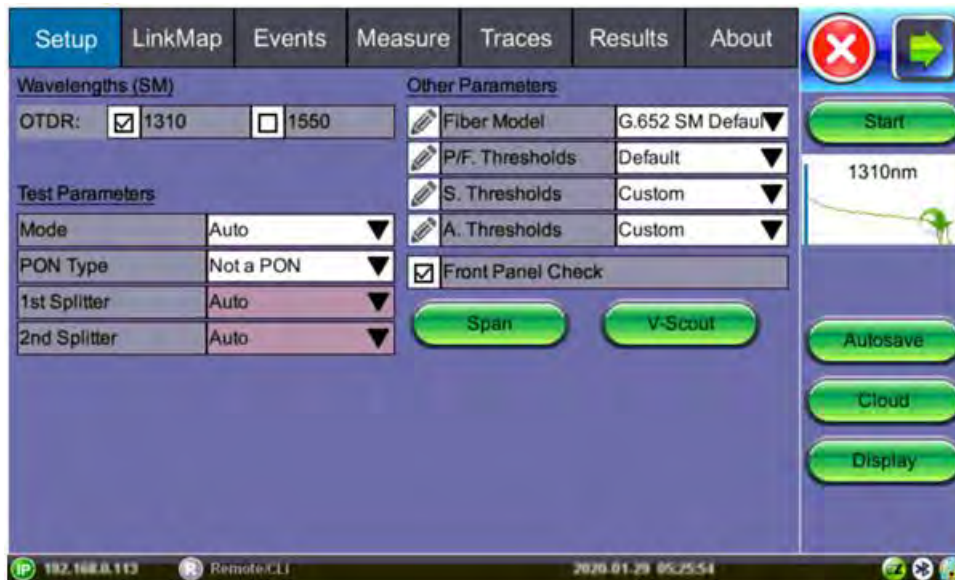 Setup LinkMap Events Measure Traces Results About
Wavelengths (SM)
OTDR: 1310 1550
Test Parameters
Mode Auto
PON Type Not a PON
1st Splitter Auto
2nd Splitter Auto
Other Parameters
Fiber Model G.652 SM Defaul
P/F. Thresholds Default
S. Thresholds Custom
A. Thresholds Custom
Front Panel Check
Span V-Scout
Start
1310nm
Autosave
Cloud
Display
IP 192.168.0.113 R Remote/CLI 2020-01-29 05:25:54